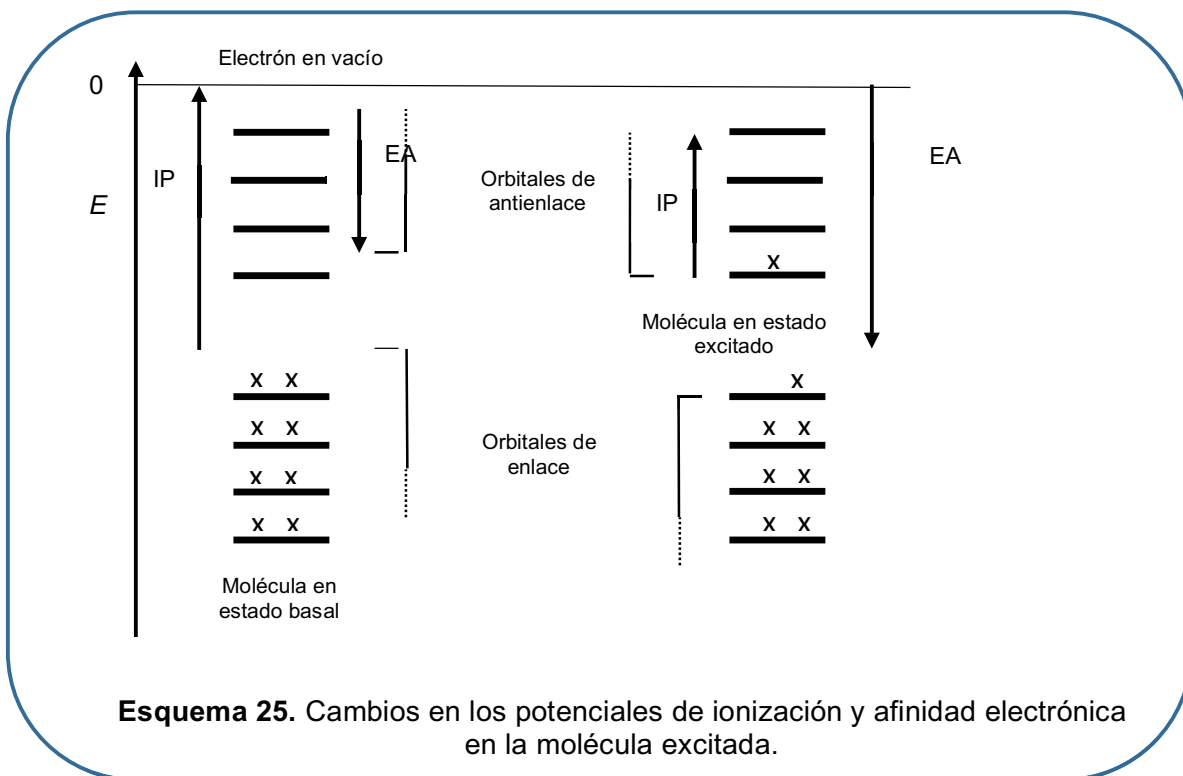 Electrón en vacío
0
IP
EA
E
Orbitales de
antienlace
IP
EA
x
Molécula en estado
excitado
x x
x
x x
x x
Orbitales de
enlace
x x
x x
x x
x x
Molécula en
estado basal
Esquema 25. Cambios en los potenciales de ionización y afinidad electrónica
en la molécula excitada.